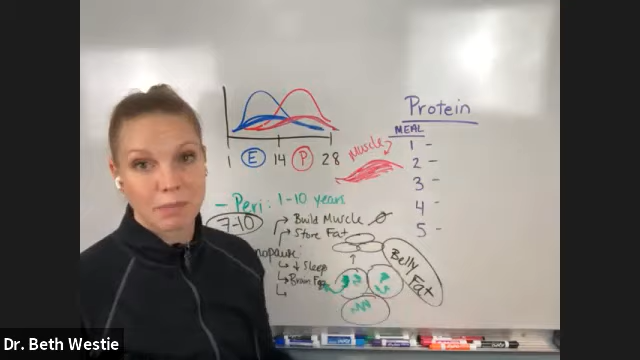 Protein
MEAL
1 -
2 -
3 -
4 -
5 -
Muscle
1 E 14 P 28
- Peri: 1-10 years
7-10
→ Build Muscle
→ Store Fat
nopause:
↳ ↓ Sleep
↳ Brain Fog
Belly
Fat
Dr. Beth Westie